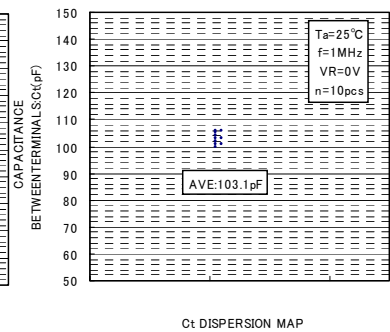 CAPACITANCE
BETWEENTERMINALS:Ct(pF)
150
140
130
120
110
100
90
80
70
60
50
Ta=25°C
f=1MHz
VR=0V
n=10pcs
AVE:103.1pF
Ct DISPERSION MAP